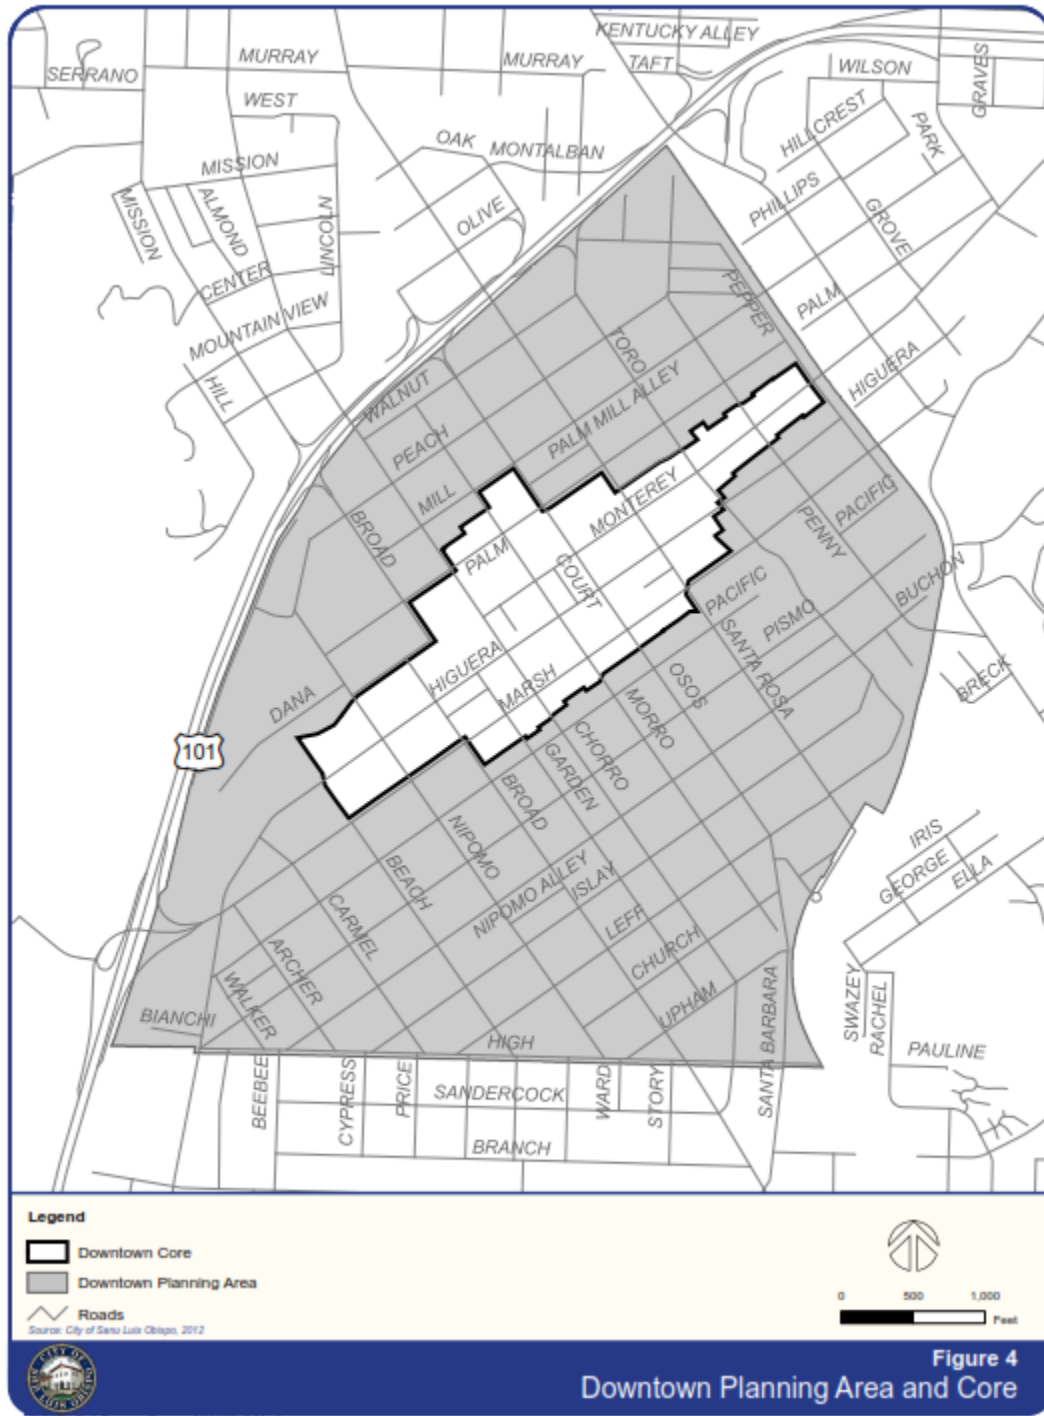 KENTUCKY ALLEY
MURRAY
MURRAY
TAFT
WILSON
SERRANO
GRAVES
WEST
HILLCREST
PARK
OAK
MONTALBAN
MISSION
MISSION
ALMOND
LINCOLN
OLIVE
PHILLIPS
GROVE
CENTER
PEPPER
PALM
MOUNTAIN VIEW
TORO
HIGUERA
HILL
WALNUT
PALM MILL ALLEY
PEACH
MILL
MONTEREY
PACIFIC
BROAD
PENNY
PALM
COURT
PACIFIC
BUCHON
PISMO
SANTA ROSA
HIGUERA
MARSH
OSOS
BRECK
DANA
MORRO
CHORRO
GARDEN
101
BROAD
NIPOMO
BEACH
IRIS
GEORGE
ELLA
NIPOMO ALLEY
ISLAY
CARMEL
LEFF
CHURCH
ARCHER
WALKER
UPHAM
SANTA BARBARA
SWAZEY
RACHEL
BIANCHI
HIGH
PAULINE
BEEBEE
CYPRESS
PRICE
SANDERCOCK
WARD
STORY
BRANCH
Legend
Downtown Core
Downtown Planning Area
Roads
Source: City of Sanu Luis Obispo, 2012
0 500 1,000
Feet
CITY OF
SAN LUIS OBISPO
Figure 4
Downtown Planning Area and Core